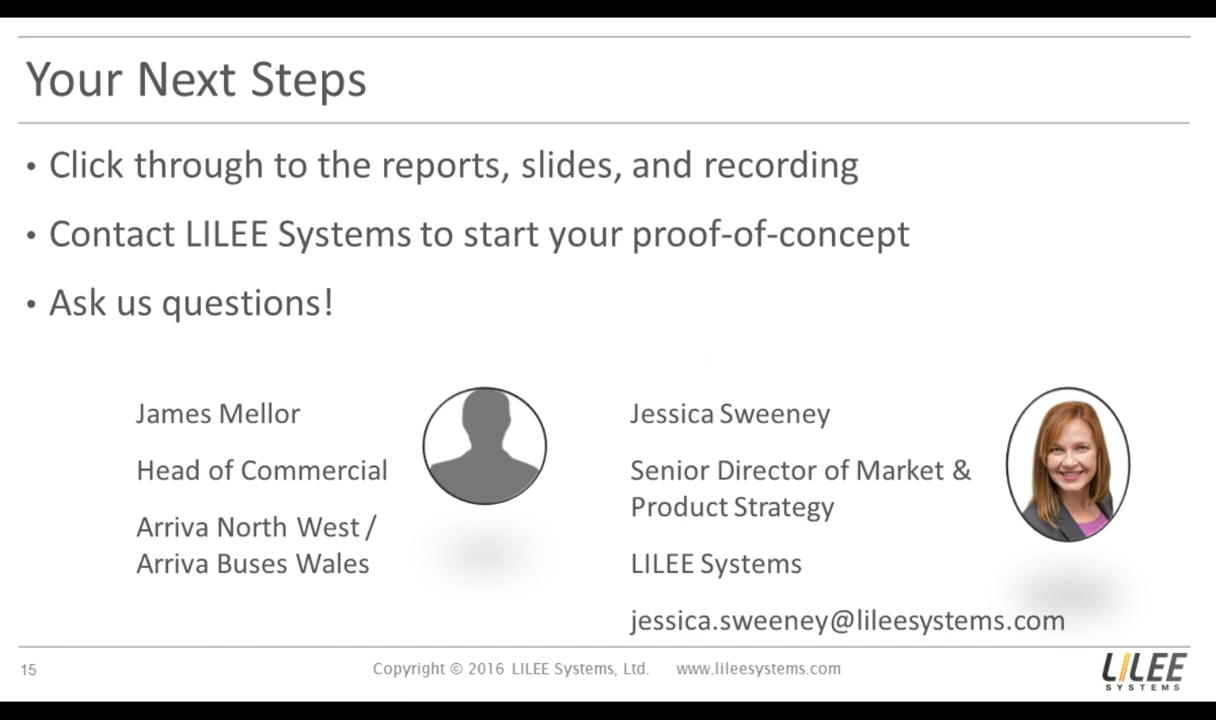 Your Next Steps
• Click through to the reports, slides, and recording
• Contact LILEE Systems to start your proof-of-concept
• Ask us questions!
James Mellor
Head of Commercial
Arriva North West /
Arriva Buses Wales
Jessica Sweeney
Senior Director of Market &
Product Strategy
LILEE Systems
jessica.sweeney@lileesystems.com
15
Copyright © 2016 LILEE Systems, Ltd. www.lileesystems.com
LILEE
SYSTEMS